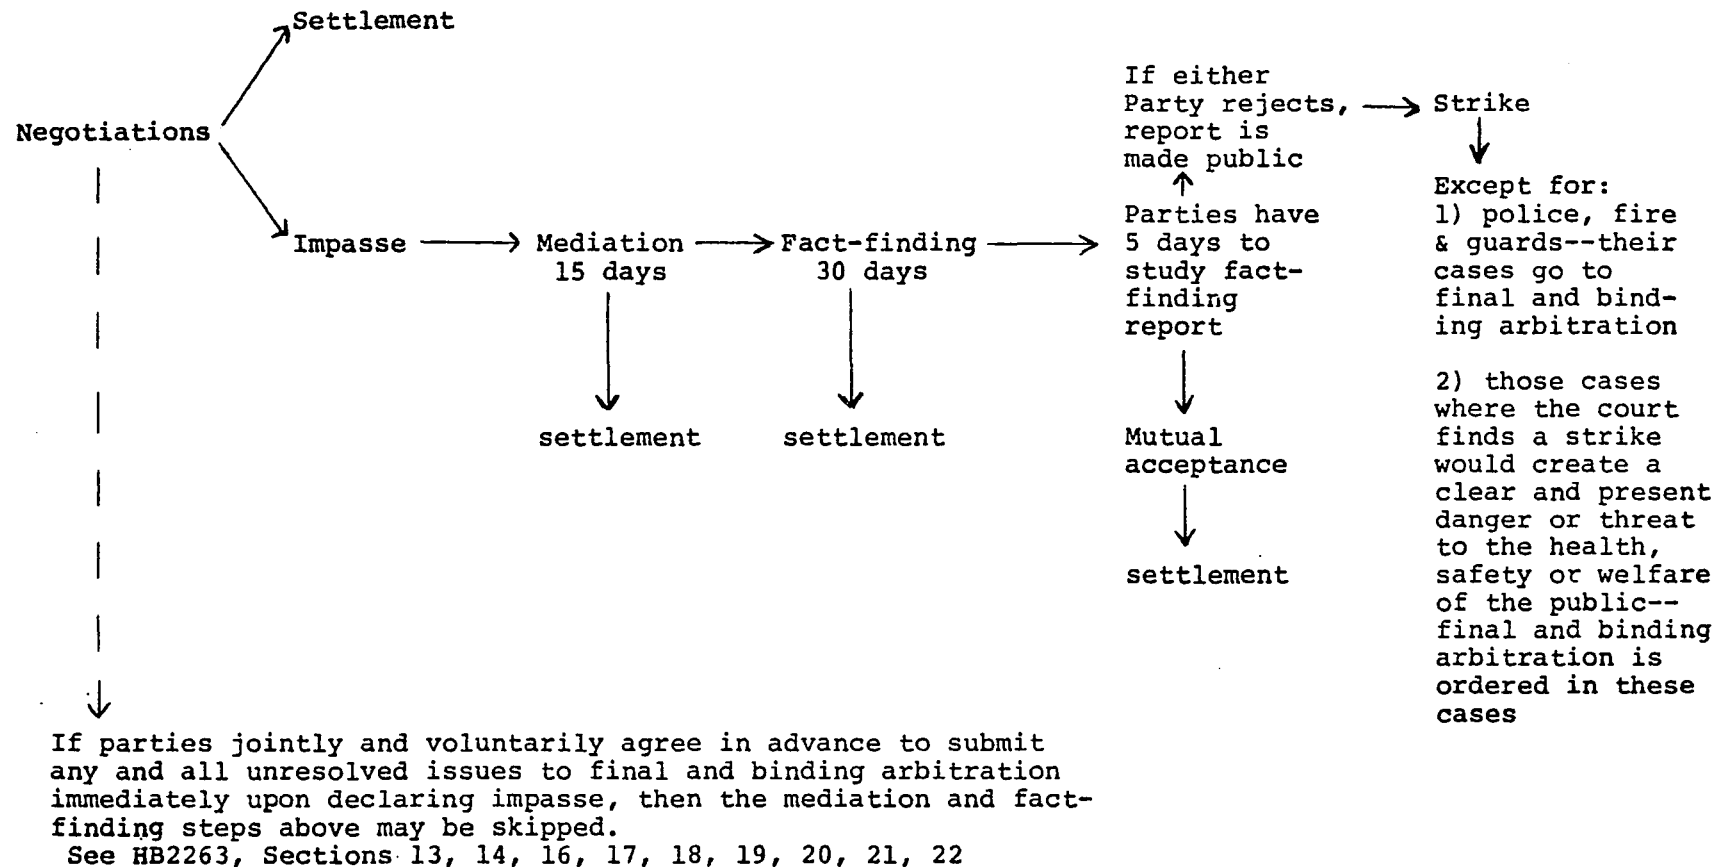 Settlement
Negotiations
Impasse
Mediation
15 days
Fact-finding
30 days
settlement
settlement
If either
Party rejects,
report is
made public
Parties have
5 days to
study fact-
finding
report
Mutual
acceptance
settlement
Strike
Except for:
1) police, fire
& guards--their
cases go to
final and bind-
ing arbitration
2) those cases
where the court
finds a strike
would create a
clear and present
danger or threat
to the health,
safety or welfare
of the public--
final and binding
arbitration is
ordered in these
cases
If parties jointly and voluntarily agree in advance to submit
any and all unresolved issues to final and binding arbitration
immediately upon declaring impasse, then the mediation and fact-
finding steps above may be skipped.
See HB2263, Sections 13, 14, 16, 17, 18, 19, 20, 21, 22